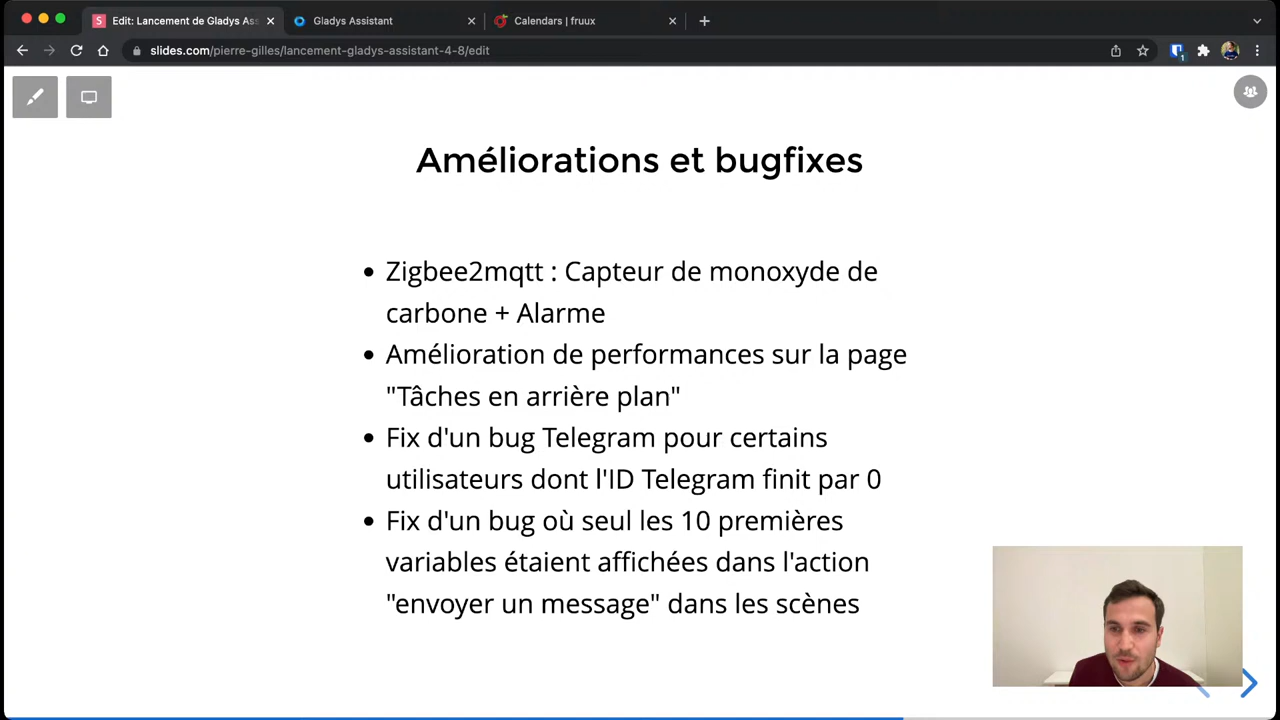 Edit: Lancement de Gladys Ass
Gladys Assistant
Calendars | fruux
slides.com/pierre-gilles/lancement-gladys-assistant-4-8/edit
1
Améliorations et bugfixes
• Zigbee2mqtt : Capteur de monoxyde de
carbone + Alarme
• Amélioration de performances sur la page
"Tâches en arrière plan"
• Fix d'un bug Telegram pour certains
utilisateurs dont l'ID Telegram finit par 0
• Fix d'un bug où seul les 10 premières
variables étaient affichées dans l'action
"envoyer un message" dans les scènes